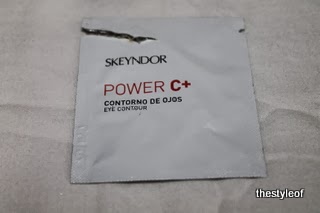 SKEYNDOR
POWER C+
CONTORNO DE OJOS
EYE CONTOUR
thestyleof